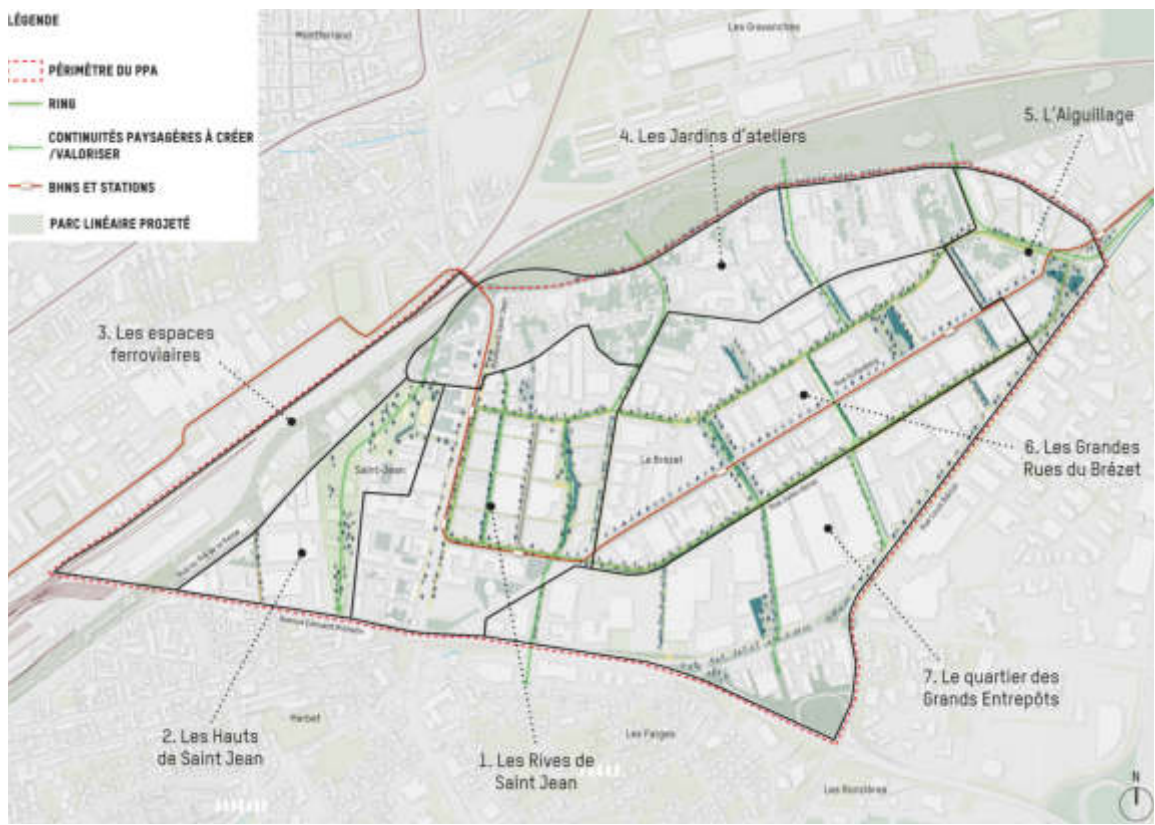 LÉGENDE
PÉRIMÈTRE DU PPA
RING
CONTINUITÉS PAYSAGÈRES À CRÉER
/VALORISER
BHNS ET STATIONS
PARC LINÉAIRE PROJETÉ
Montferrand
Les Gravanches
4. Les Jardins d'ateliers
5. L'Aiguillage
3. Les espaces
ferroviaires
Saint-Jean
Le Brézet
6. Les Grandes
Rues du Brézet
7. Le quartier des
Grands Entrepôts
2. Les Hauts
de Saint Jean
1. Les Rives de
Saint Jean
Herbet
Les Farges
Les Ronzières
N